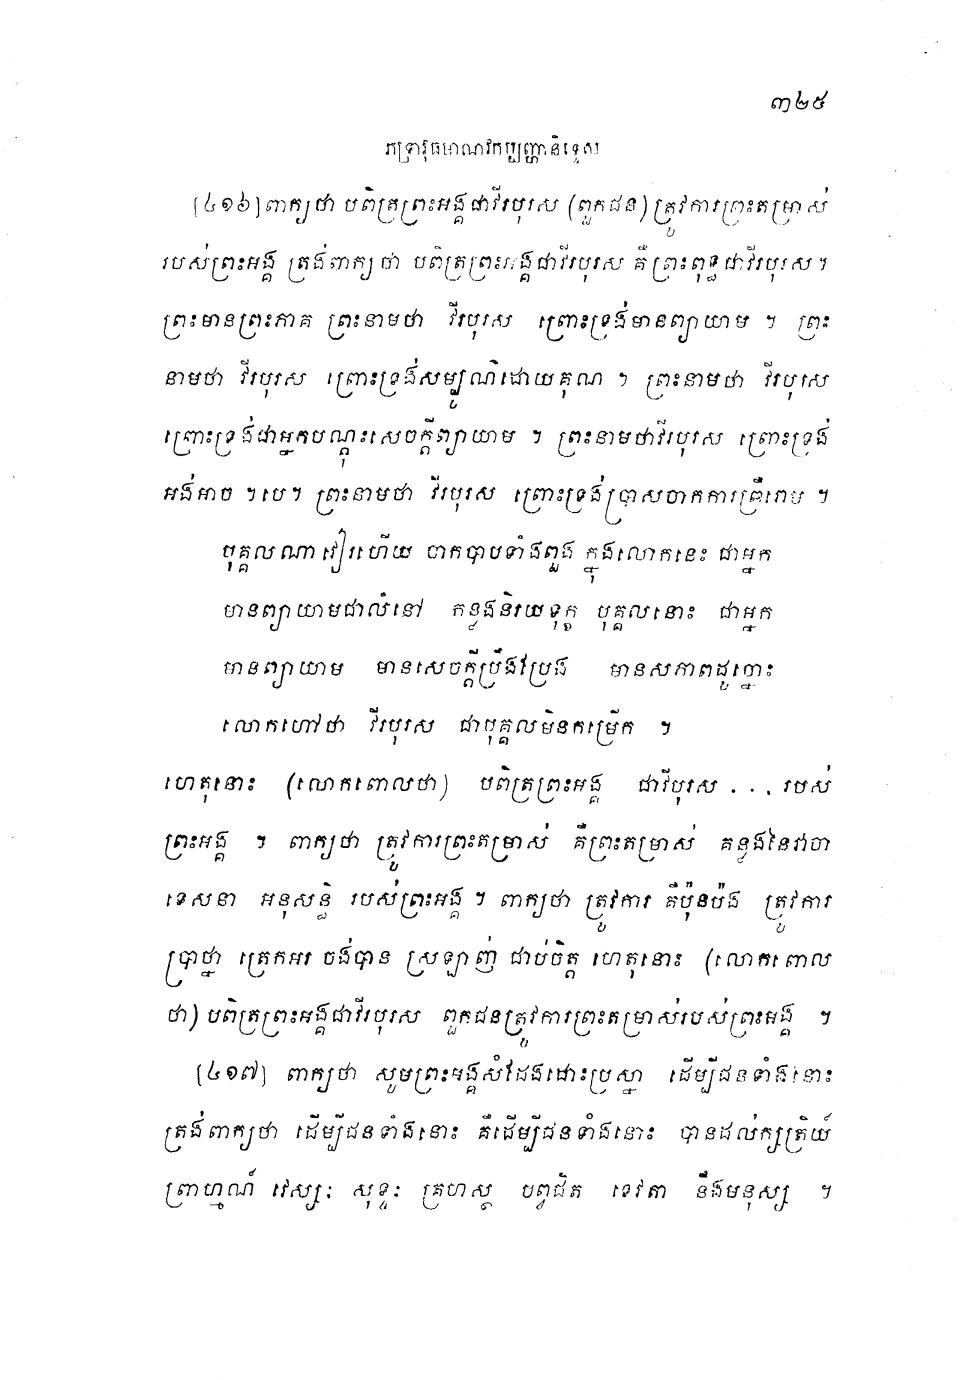 ៣២៥
ភទ្រាវុធមាណវកប្បញ្ហានិទ្ទេស
[៤១៦] ពាក្យថា បពិត្រព្រះអង្គជាវីរបុរស (ពួកជន) ត្រូវការព្រះតម្រាស់
របស់ព្រះអង្គ ត្រង់ពាក្យថា បពិត្រព្រះអង្គជាវីរបុរស គឺព្រះពុទ្ធជាវីរបុរស។
ព្រះមានព្រះភាគ ព្រះនាមថា វីរបុរស ព្រោះទ្រង់មានព្យាយាម ។ ព្រះ
នាមថា វីរបុរស ព្រោះទ្រង់សម្បូណ៌ដោយគុណ ។ ព្រះនាមថា វីរបុរស
ព្រោះទ្រង់ជាអ្នកបណ្តុះសេចក្តីព្យាយាម ។ ព្រះនាមថាវីរបុរស ព្រោះទ្រង់
អង់អាច ។បេ។ ព្រះនាមថា វីរបុរស ព្រោះទ្រង់ប្រាសចាកការព្រឺរោម ។
បុគ្គលណា វៀរហើយ ចាកបាបទាំងពួង ក្នុងលោកនេះ ជាអ្នក
មានព្យាយាមជាលំនៅ កន្លងនិរយទុក្ខ បុគ្គលនោះ ជាអ្នក
មានព្យាយាម មានសេចក្តីប្រឹងប្រែង មានសភាពដូច្នោះ
លោកហៅថា វីរបុរស ជាបុគ្គលមិនកម្រើក ។
ហេតុនោះ (លោកពោលថា) បពិត្រព្រះអង្គ ជាវីរបុរស ... របស់
ព្រះអង្គ ។ ពាក្យថា ត្រូវការព្រះតម្រាស់ គឺព្រះតម្រាស់ គន្លងនៃវាចា
ទេសនា អនុសន្ធិ របស់ព្រះអង្គ ។ ពាក្យថា ត្រូវការ គឺប៉ុនប៉ង ត្រូវការ
ប្រាថ្នា ត្រេកអរ ចង់បាន ស្រឡាញ់ ជាប់ចិត្ត ហេតុនោះ (លោកពោល
ថា) បពិត្រព្រះអង្គជាវីរបុរស ពួកជនត្រូវការព្រះតម្រាស់របស់ព្រះអង្គ ។
[៤១៧] ពាក្យថា សូមព្រះអង្គសំដែងដោះប្រស្នា ដើម្បីជនទាំងនោះ
ត្រង់ពាក្យថា ដើម្បីជនទាំងនោះ គឺដើម្បីជនទាំងនោះ បានដល់ក្សត្រិយ៍
ព្រាហ្មណ៍ វេស្សៈ សុទ្ទៈ គ្រហស្ថ បព្វជិត ទេវតា នឹងមនុស្ស ។